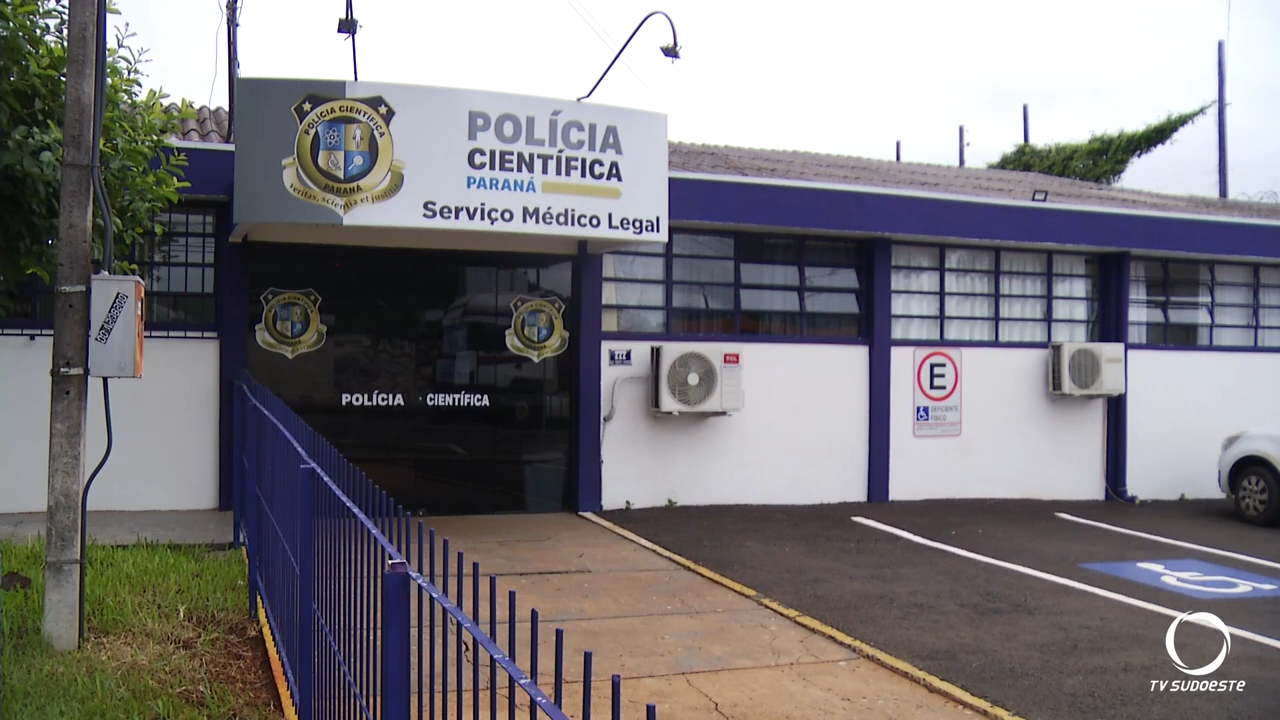 POLÍCIA CIENTÍFICA
PARANÁ
veritas, scientia et justitia
POLÍCIA
CIENTÍFICA
PARANÁ
Serviço Médico Legal
POLÍCIA CIENTÍFICA
TCL
E
DEFICIENTE
FÍSICO
TV SUDOESTE